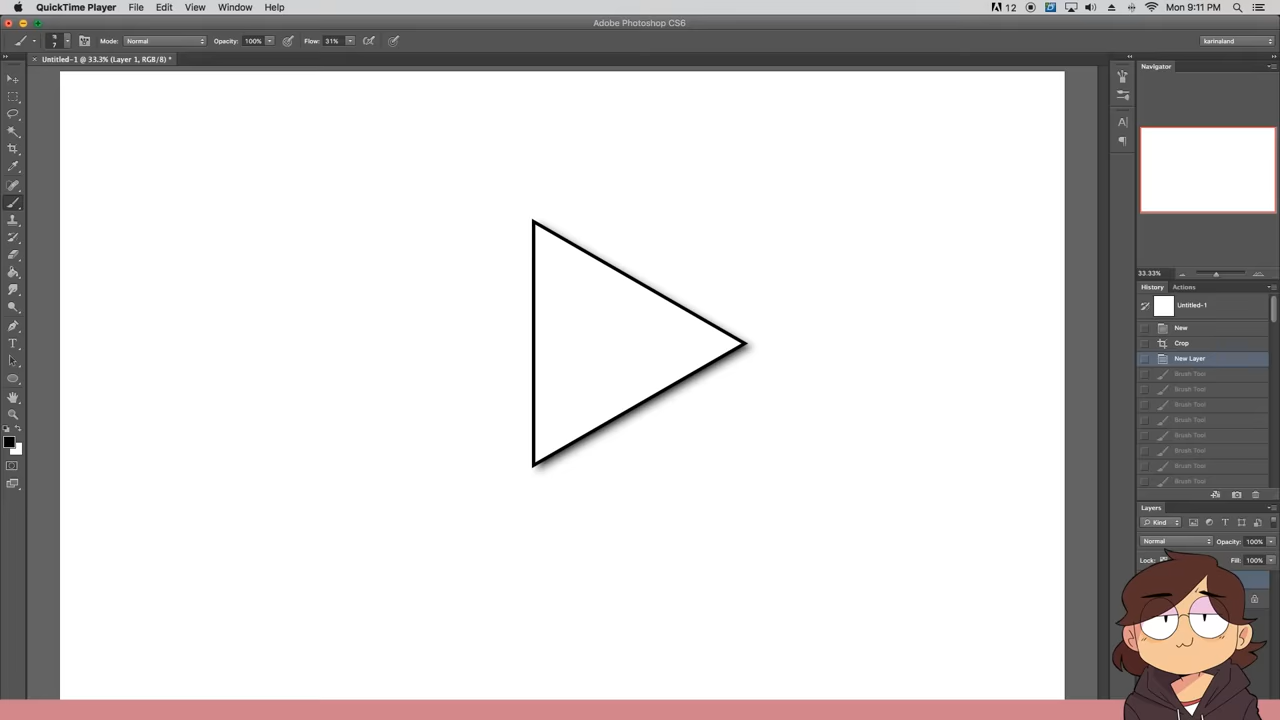 QuickTime Player File Edit View Window Help 12 Mon 9:11 PM
Adobe Photoshop CS6
7 Mode: Normal Opacity: 100% Flow: 31% karinaland
Untitled-1 @ 33.3% (Layer 1, RGB/8) *
Navigator
33.33%
History Actions
Untitled-1
New
Crop
New Layer
Brush Tool
Brush Tool
Brush Tool
Brush Tool
Brush Tool
Brush Tool
Brush Tool
Brush Tool
Layers
Kind
Normal Opacity: 100%
Lock: Fill: 100%